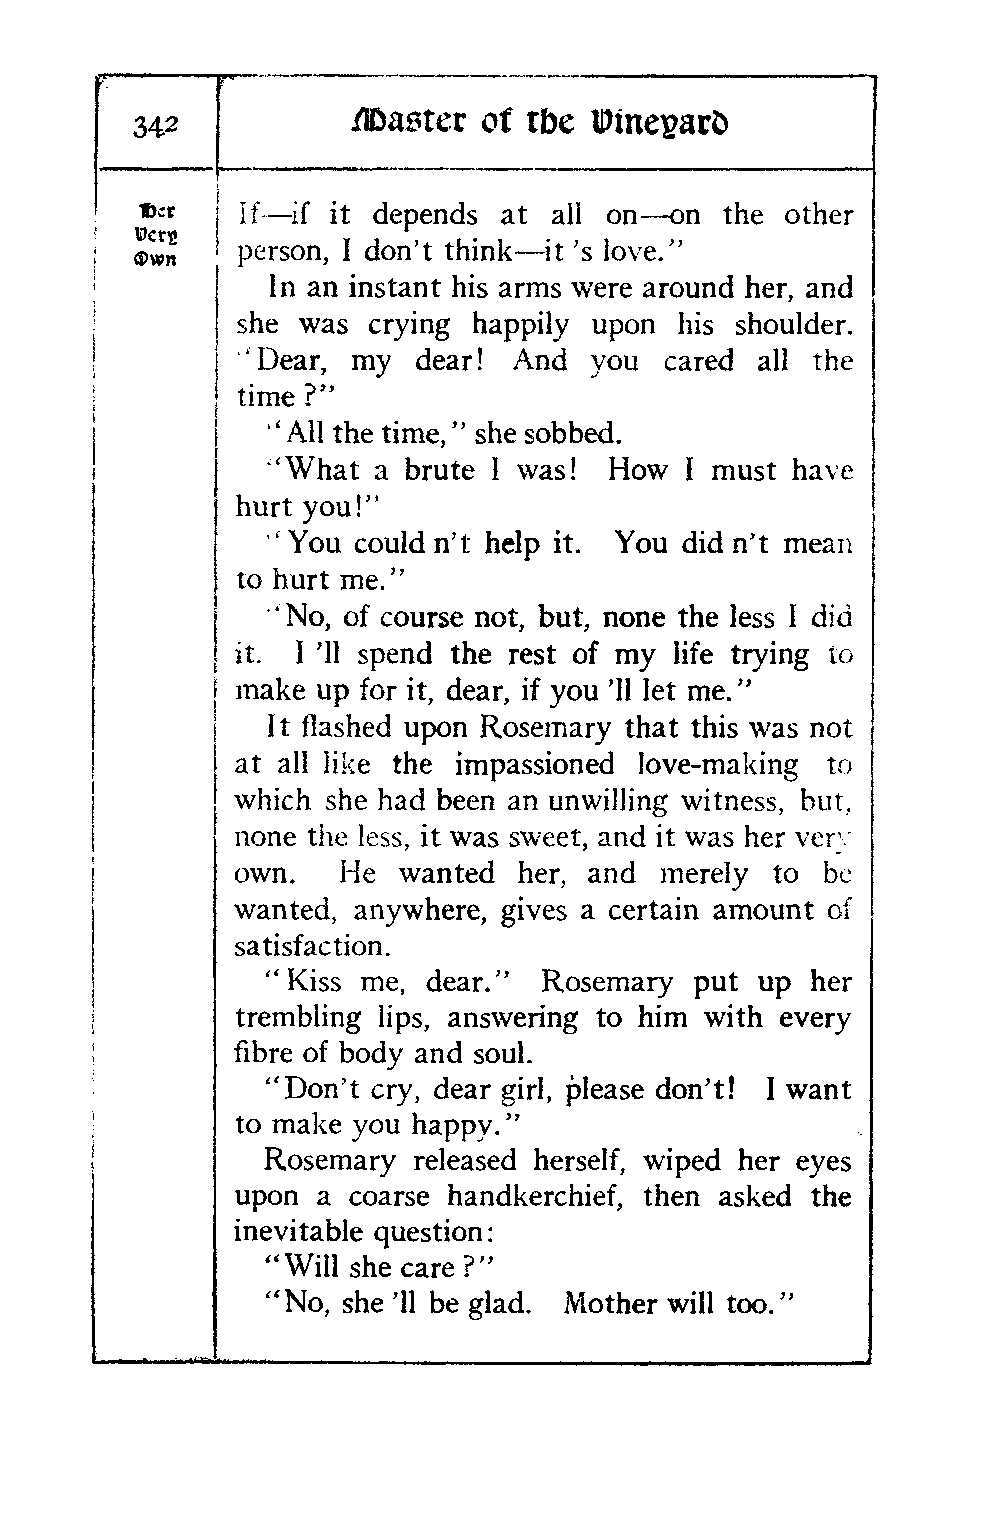 342
Master of the Vineyard
Her
Very
Own
If—if it depends at all on—on the other
person, I don't think—it 's love."
In an instant his arms were around her, and
she was crying happily upon his shoulder.
"Dear, my dear! And you cared all the
time?"
"All the time," she sobbed.
"What a brute I was! How I must have
hurt you!"
"You could n't help it. You did n't mean
to hurt me."
"No, of course not, but, none the less I did
it. I 'll spend the rest of my life trying to
make up for it, dear, if you 'll let me."
It flashed upon Rosemary that this was not
at all like the impassioned love-making to
which she had been an unwilling witness, but,
none the less, it was sweet, and it was her very
own. He wanted her, and merely to be
wanted, anywhere, gives a certain amount of
satisfaction.
"Kiss me, dear." Rosemary put up her
trembling lips, answering to him with every
fibre of body and soul.
"Don't cry, dear girl, please don't! I want
to make you happy."
Rosemary released herself, wiped her eyes
upon a coarse handkerchief, then asked the
inevitable question:
"Will she care?"
"No, she 'll be glad. Mother will too."